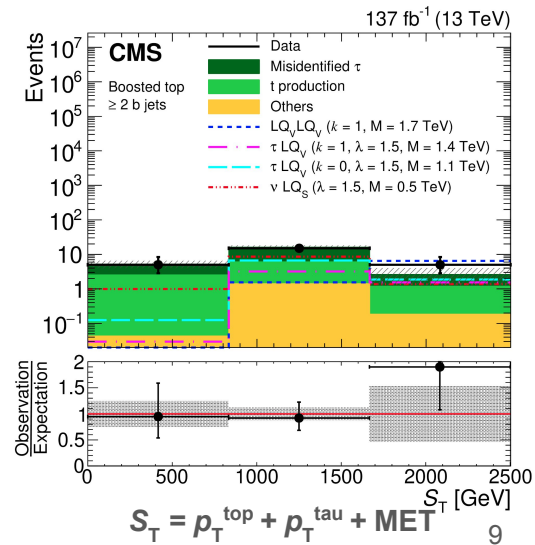 137 fb⁻¹ (13 TeV)
Events
CMS
Boosted top
≥ 2 b jets
Data
Misidentified τ
t production
Others
LQ_V LQ_V (k = 1, M = 1.7 TeV)
τ LQ_V (k = 1, λ = 1.5, M = 1.4 TeV)
τ LQ_V (k = 0, λ = 1.5, M = 1.1 TeV)
ν LQ_S (λ = 1.5, M = 0.5 TeV)
10⁷
10⁶
10⁵
10⁴
10³
10²
10
1
10⁻¹
Observation
Expectation
2
1.5
1
0.5
0
0 500 1000 1500 2000 2500
S_T [GeV]
S_T = p_T^top + p_T^tau + MET
9